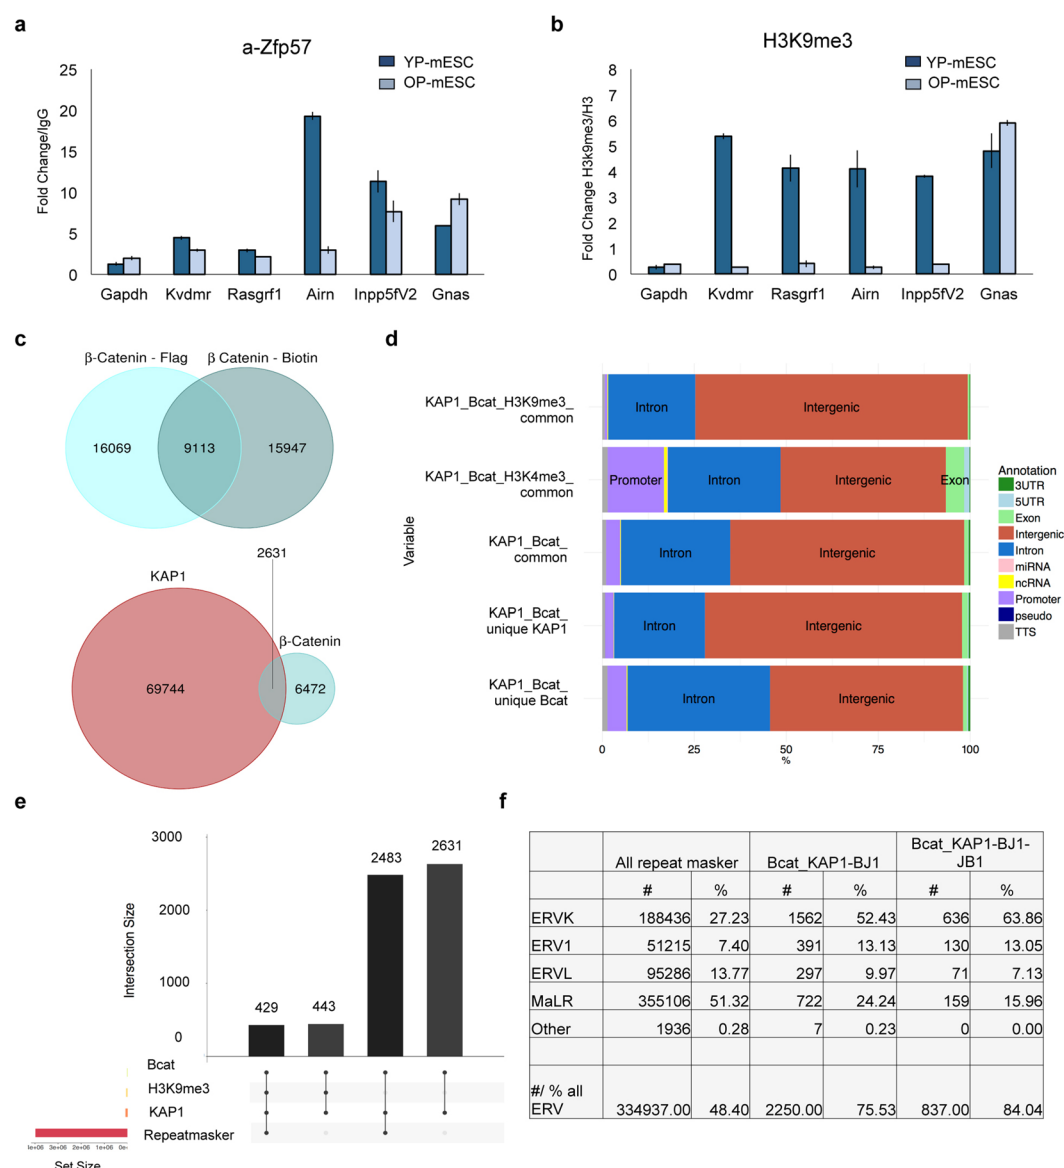 a
a-Zfp57
YP-mESC
OP-mESC
Fold Change/IgG
25
20
15
10
5
0
Gapdh Kvdmr Rasgrf1 Airn Inpp5fV2 Gnas
b
H3K9me3
YP-mESC
OP-mESC
Fold Change H3k9me3/H3
8
7
6
5
4
3
2
1
0
Gapdh Kvdmr Rasgrf1 Airn Inpp5fV2 Gnas
c
β-Catenin - Flag β Catenin - Biotin
16069 9113 15947
2631
KAP1
β-Catenin
69744 6472
d
Variable
KAP1_Bcat_H3K9me3_
common
Intron Intergenic
KAP1_Bcat_H3K4me3_
common
Promoter Intron Intergenic Exon
KAP1_Bcat_
common
Intron Intergenic
KAP1_Bcat_
unique KAP1
Intron Intergenic
KAP1_Bcat_
unique Bcat
Intron Intergenic
0 25 50 75 100
%
Annotation
3UTR
5UTR
Exon
Intergenic
Intron
miRNA
ncRNA
Promoter
pseudo
TTS
e
Intersection Size
3000
2000
1000
0
429 443 2483 2631
Bcat
H3K9me3
KAP1
Repeatmasker
3e+06 2e+06 1e+06
Set Size
f
All repeat masker Bcat_KAP1-BJ1 Bcat_KAP1-BJ1-
JB1
# % # % # %
ERVK 188436 27.23 1562 52.43 636 63.86
ERV1 51215 7.40 391 13.13 130 13.05
ERVL 95286 13.77 297 9.97 71 7.13
MaLR 355106 51.32 722 24.24 159 15.96
Other 1936 0.28 7 0.23 0 0.00
#/ % all
ERV 334937.00 48.40 2250.00 75.53 837.00 84.04